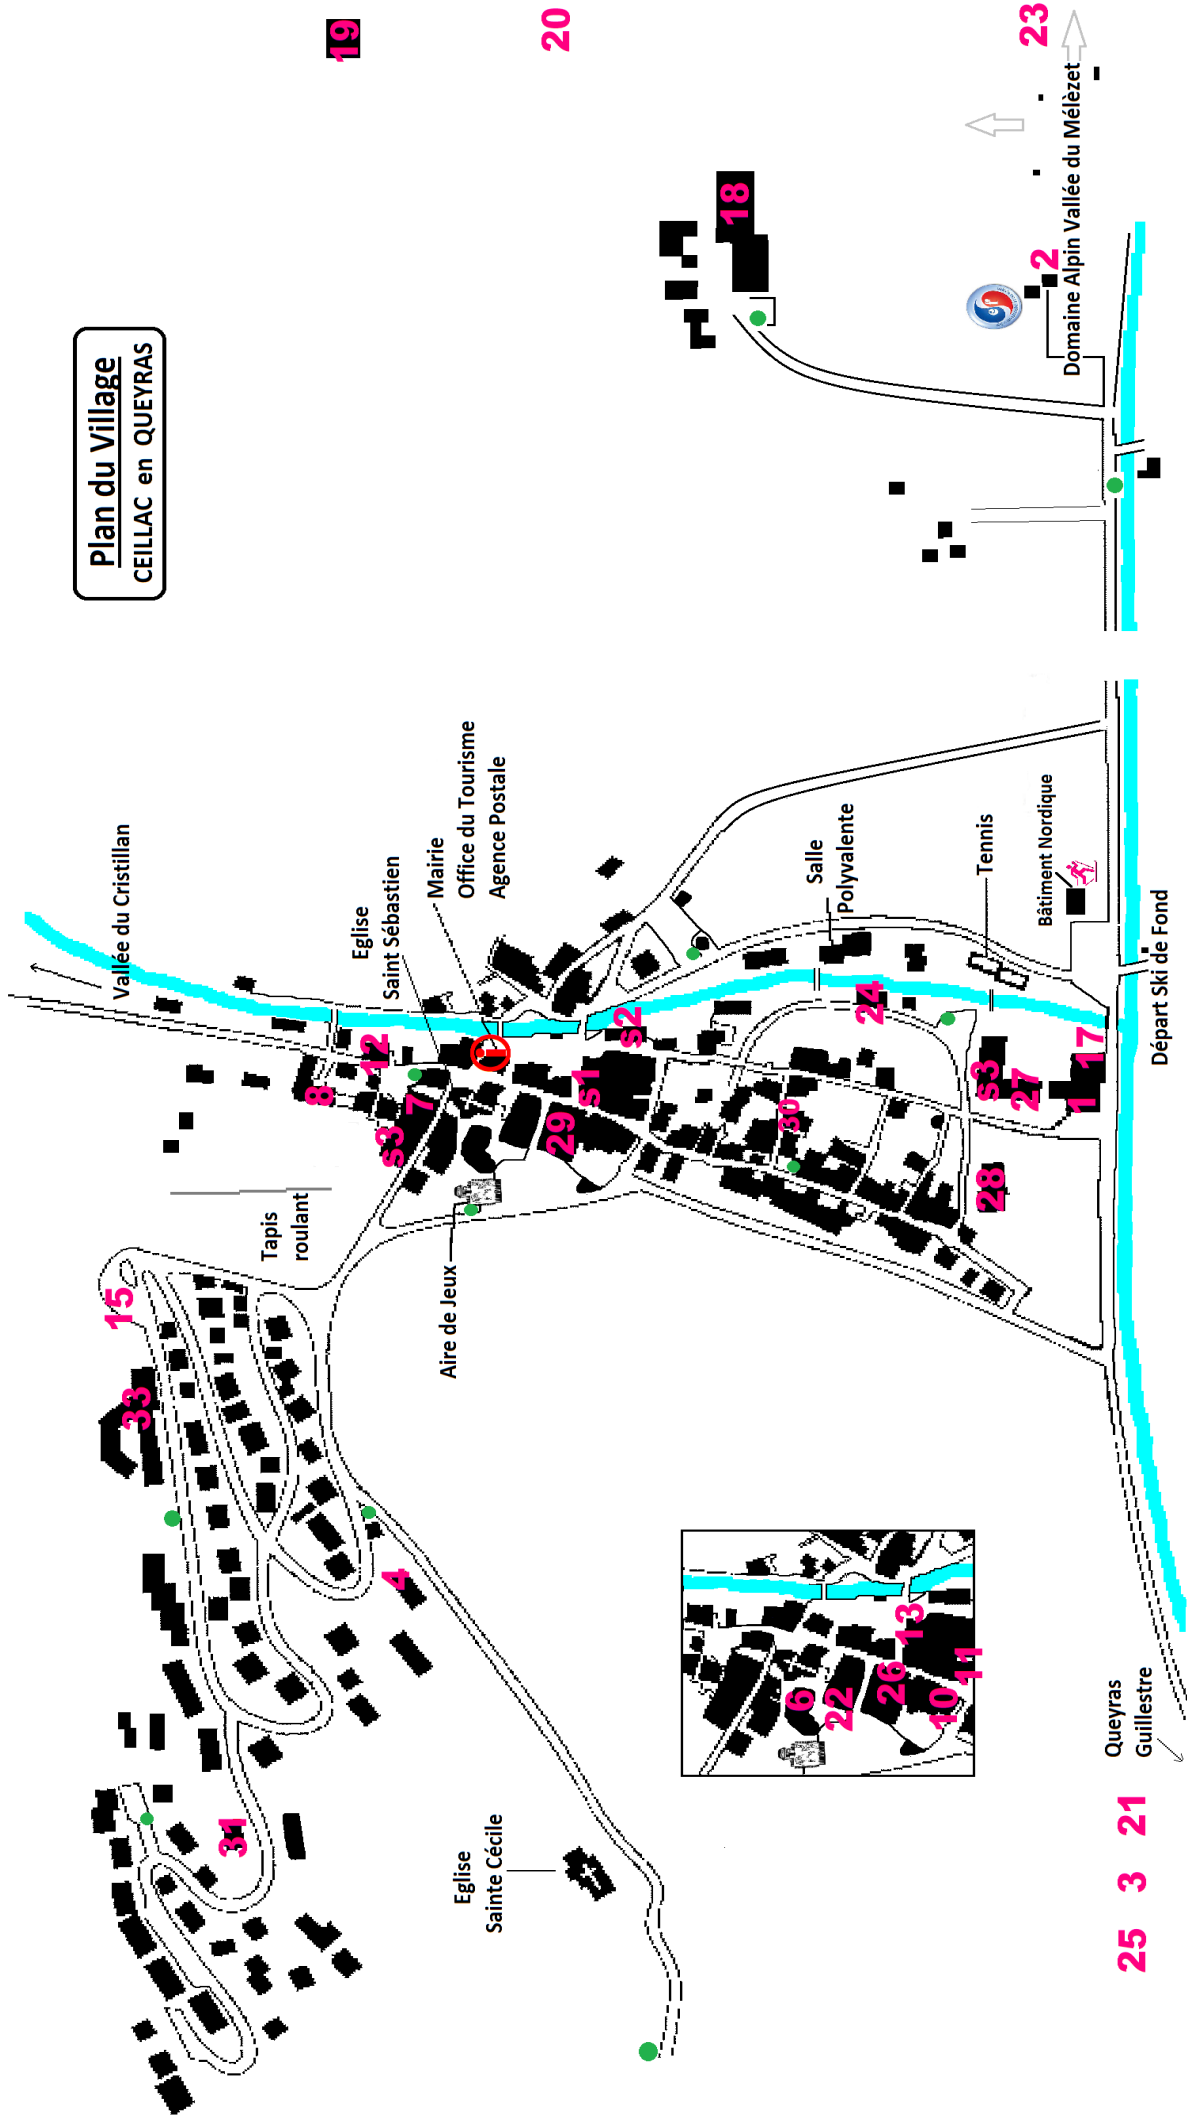 Plan du Village
CEILLAC en QUEYRAS
Vallée du Cristillan
Eglise
Saint Sébastien
Mairie
Office du Tourisme
Agence Postale
Tapis
roulant
Aire de Jeux
Eglise
Sainte Cécile
Salle
Polyvalente
Tennis
Bâtiment Nordique
Départ Ski de Fond
Domaine Alpin Vallée du Mélèzet
Queyras
Guillestre
19
20
23
18
2
15
33
31
4
8
12
7
s3
29
s1
s2
30
24
s3
27
1
17
28
6
22
26
13
10
11
25
3
21